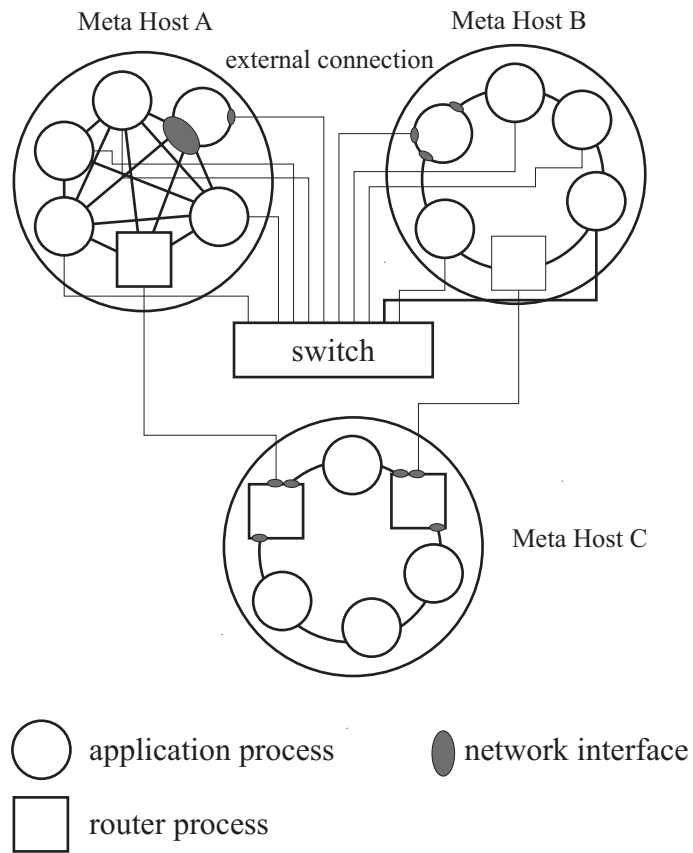 Meta Host A
Meta Host B
external connection
switch
Meta Host C
application process
network interface
router process